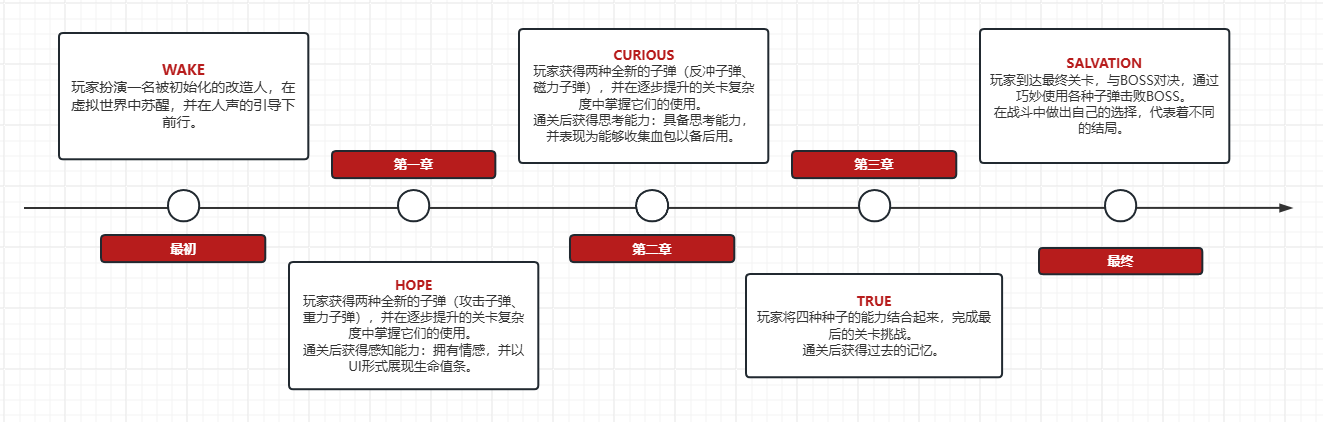 WAKE
玩家扮演一名被初始化的改造人，在
虚拟世界中苏醒，并在人声的引导下
前行。
最初
第一章
HOPE
玩家获得两种全新的子弹（攻击子弹、
重力子弹），并在逐步提升的关卡复杂
度中掌握它们的使用。
通关后获得感知能力：拥有情感，并以
UI形式展现生命值条。
CURIOUS
玩家获得两种全新的子弹（反冲子弹、
磁力子弹），并在逐步提升的关卡复杂
度中掌握它们的使用。
通关后获得思考能力：具备思考能力，
并表现为能够收集血包以备后用。
第二章
第三章
TRUE
玩家将四种种子的能力结合起来，完成最
后的关卡挑战。
通关后获得过去的记忆。
SALVATION
玩家到达最终关卡，与BOSS对决，通过
巧妙使用各种子弹击败BOSS。
在战斗中做出自己的选择，代表着不同
的结局。
最终